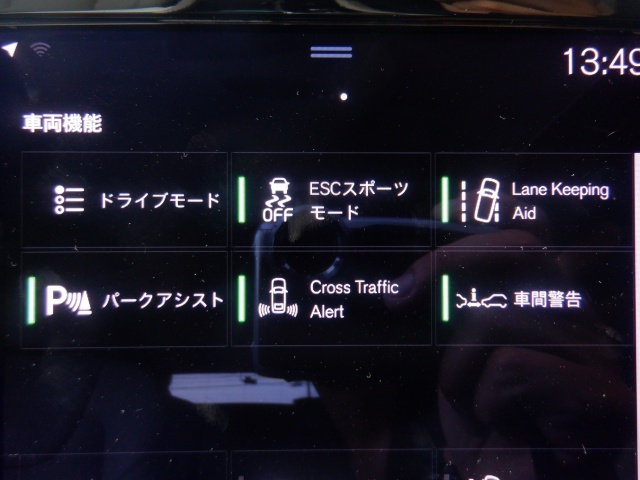 13:49
車両機能
ドライブモード
OFF
ESCスポーツ
モード
Lane Keeping
Aid
P
パークアシスト
Cross Traffic
Alert
車間警告